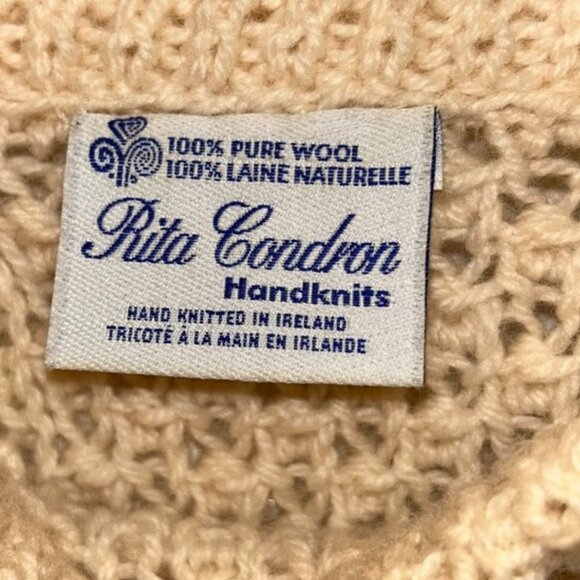 100% PURE WOOL
100% LAINE NATURELLE
Rita Condron
Handknits
HAND KNITTED IN IRELAND
TRICOTÉ À LA MAIN EN IRLANDE